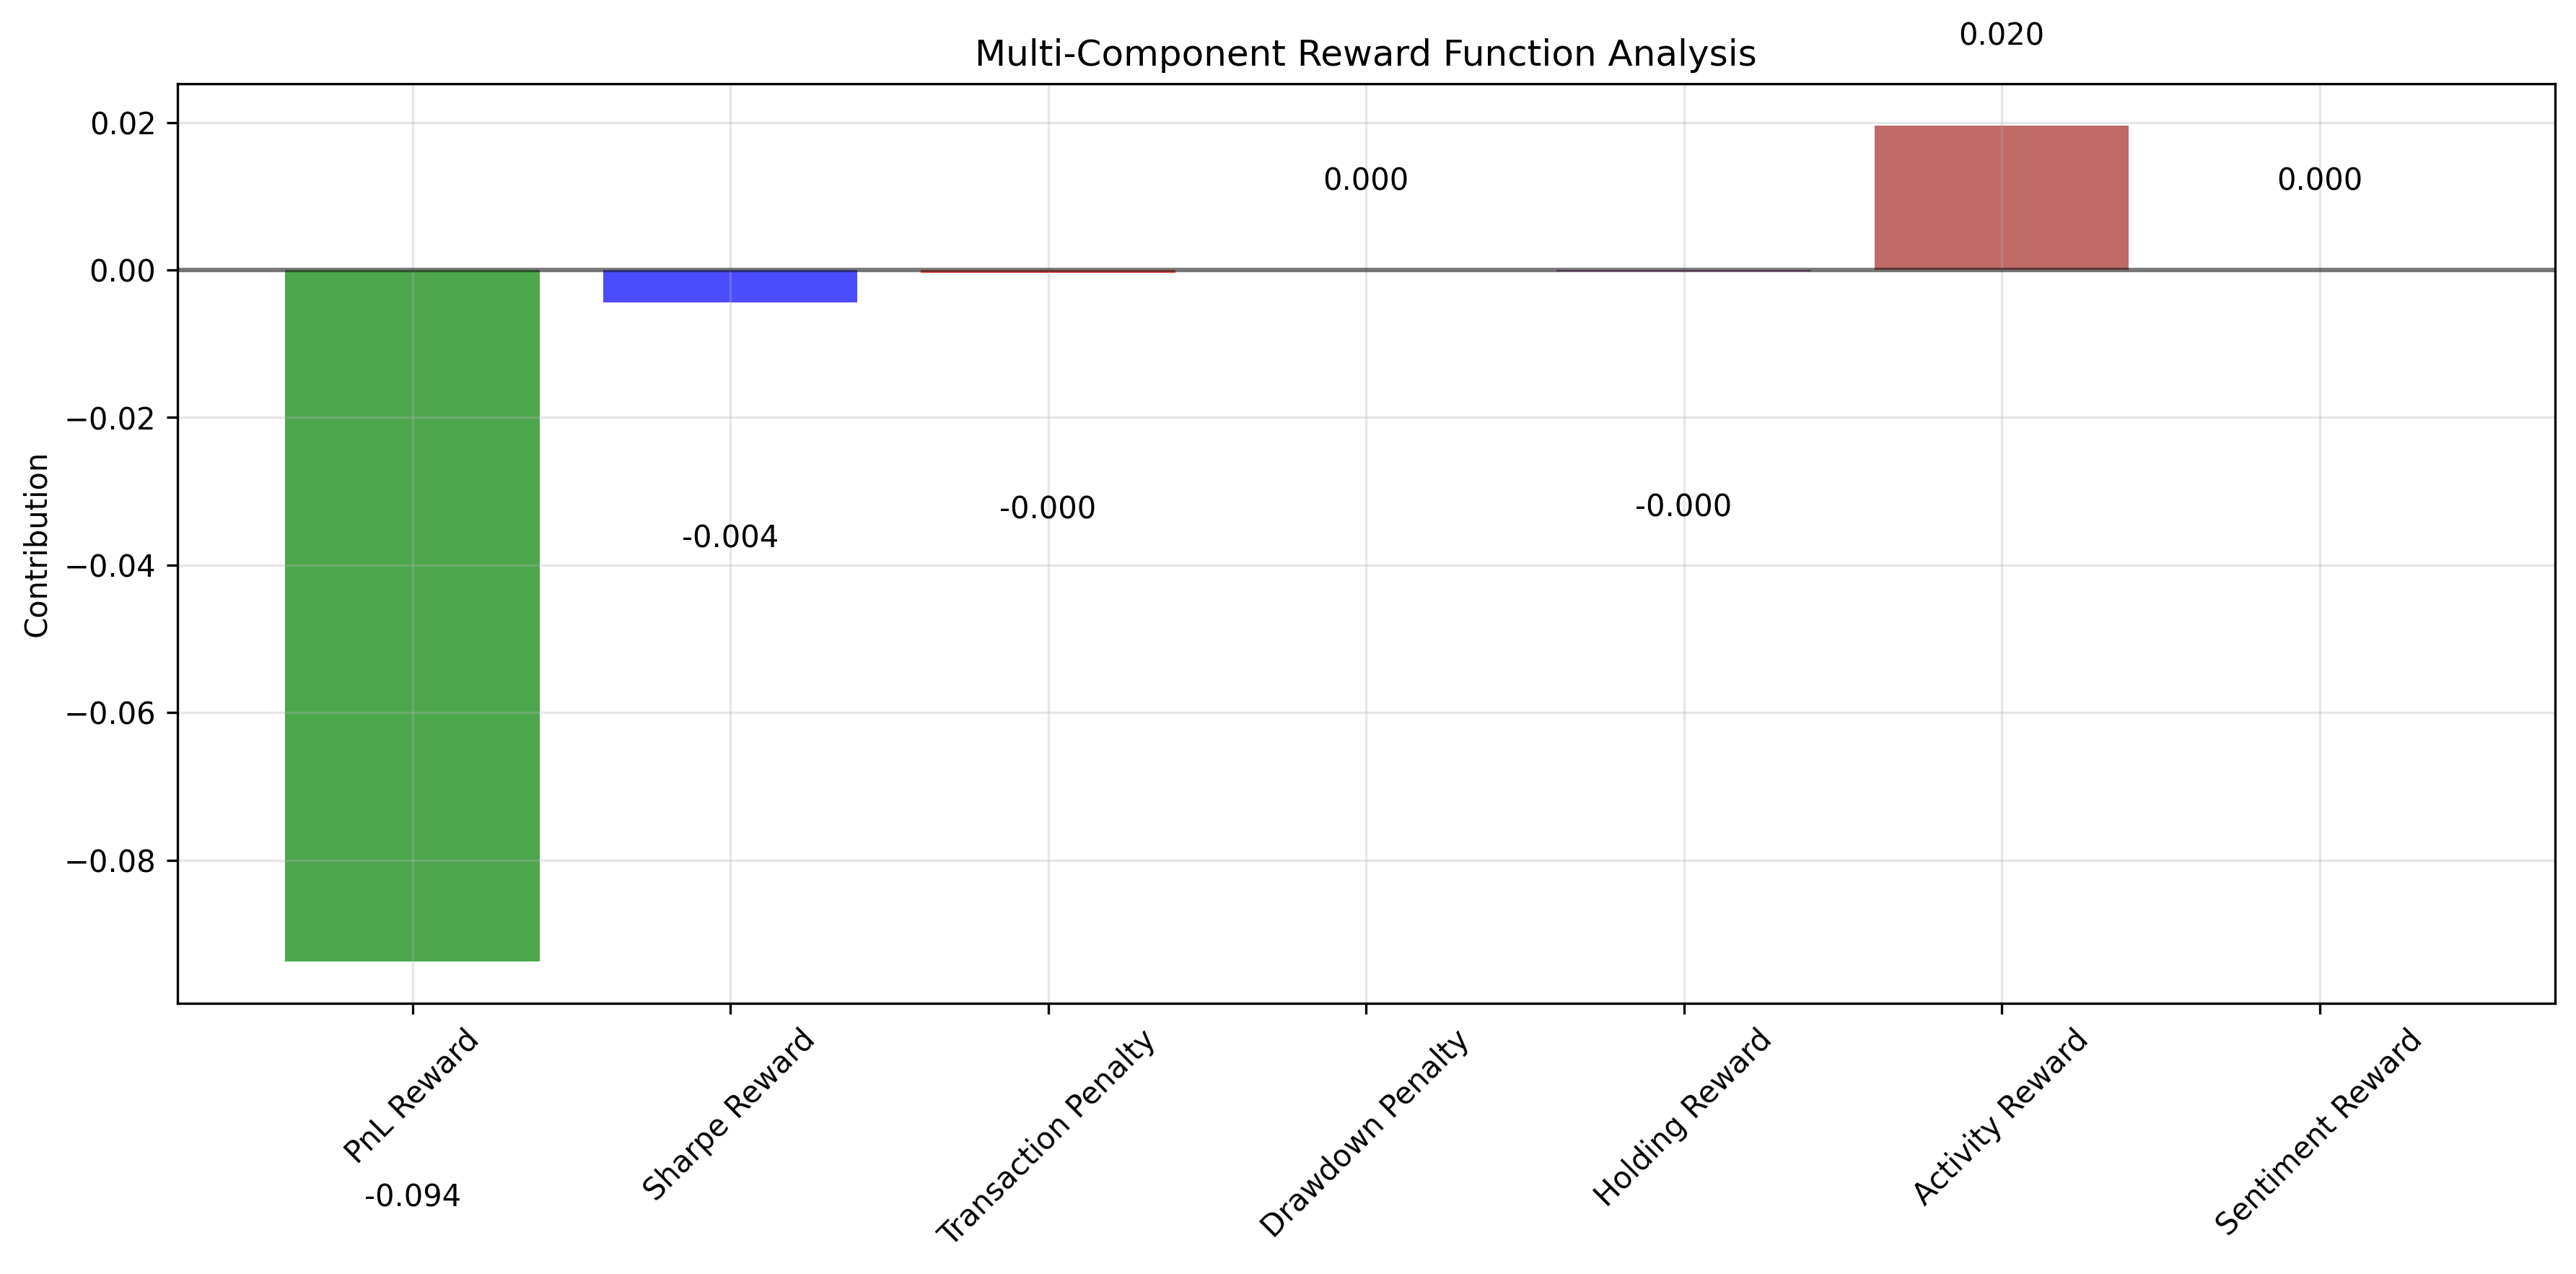 0.020
Multi-Component Reward Function Analysis
0.02
0.00
−0.02
−0.04
−0.06
−0.08
Contribution
0.000
0.000
-0.004
-0.000
-0.000
-0.094
PnL Reward
Sharpe Reward
Transaction Penalty
Drawdown Penalty
Holding Reward
Activity Reward
Sentiment Reward